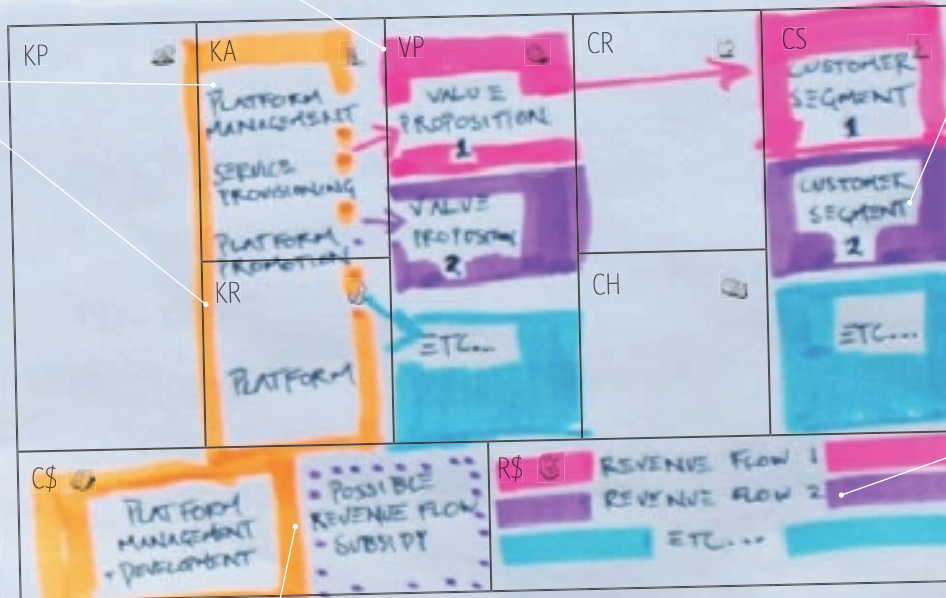 KP
KA
PLATFORM
MANAGEMENT
SERVICE
PROVISIONING
PLATFORM
PROMOTION
KR
PLATFORM
VP
VALUE
PROPOSITION
1
VALUE
PROPOSITION
2
ETC...
CR
CH
CS
CUSTOMER
SEGMENT
1
CUSTOMER
SEGMENT
2
ETC...
C$
PLATFORM
MANAGEMENT
+ DEVELOPMENT
POSSIBLE
REVENUE FLOW
SUBSIDY
R$
REVENUE FLOW 1
REVENUE FLOW 2
ETC....